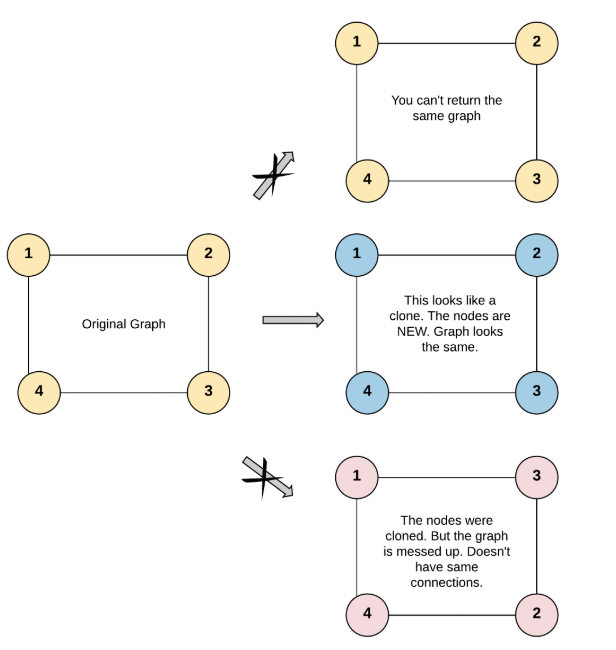 1
2
You can't return the
same graph
4
3
1
2
Original Graph
4
3
1
2
This looks like a
clone. The nodes are
NEW. Graph looks
the same.
4
3
1
3
The nodes were
cloned. But the graph
is messed up. Doesn't
have same
connections.
4
2